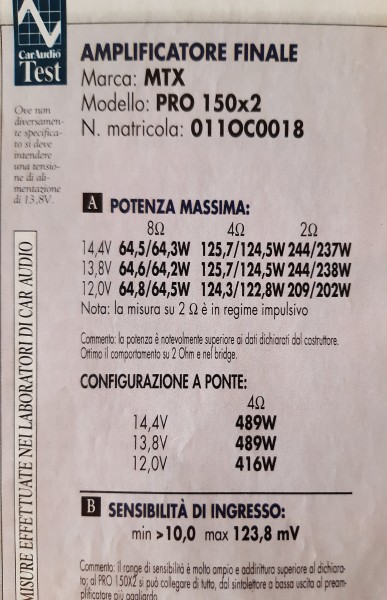 CarAudio
Test
Ove non
diversamen-
te specifica-
to si deve
intendere
una tensio-
ne di ali-
mentazione
di 13,8V.
MISURE EFFETTUATE NEI LABORATORI DI CAR AUDIO
AMPLIFICATORE FINALE
Marca: MTX
Modello: PRO 150x2
N. matricola: 011OC0018
A POTENZA MASSIMA:
8Ω 4Ω 2Ω
14,4V 64,5/64,3W 125,7/124,5W 244/237W
13,8V 64,6/64,2W 125,7/124,5W 244/238W
12,0V 64,8/64,5W 124,3/122,8W 209/202W
Nota: la misura su 2 Ω è in regime impulsivo
Commento: la potenza è notevolmente superiore ai dati dichiarati dal costruttore.
Ottimo il comportamento su 2 Ohm e nel bridge.
CONFIGURAZIONE A PONTE:
4Ω
14,4V 489W
13,8V 489W
12,0V 416W
B SENSIBILITÀ DI INGRESSO:
min >10,0 max 123,8 mV
Commento: il range di sensibilità è molto ampio e addirittura superiore al dichiara-
to; al PRO 150X2 si può collegare di tutto, dal sintolettore a bassa uscita al pream-
plificatore più gagliardo.